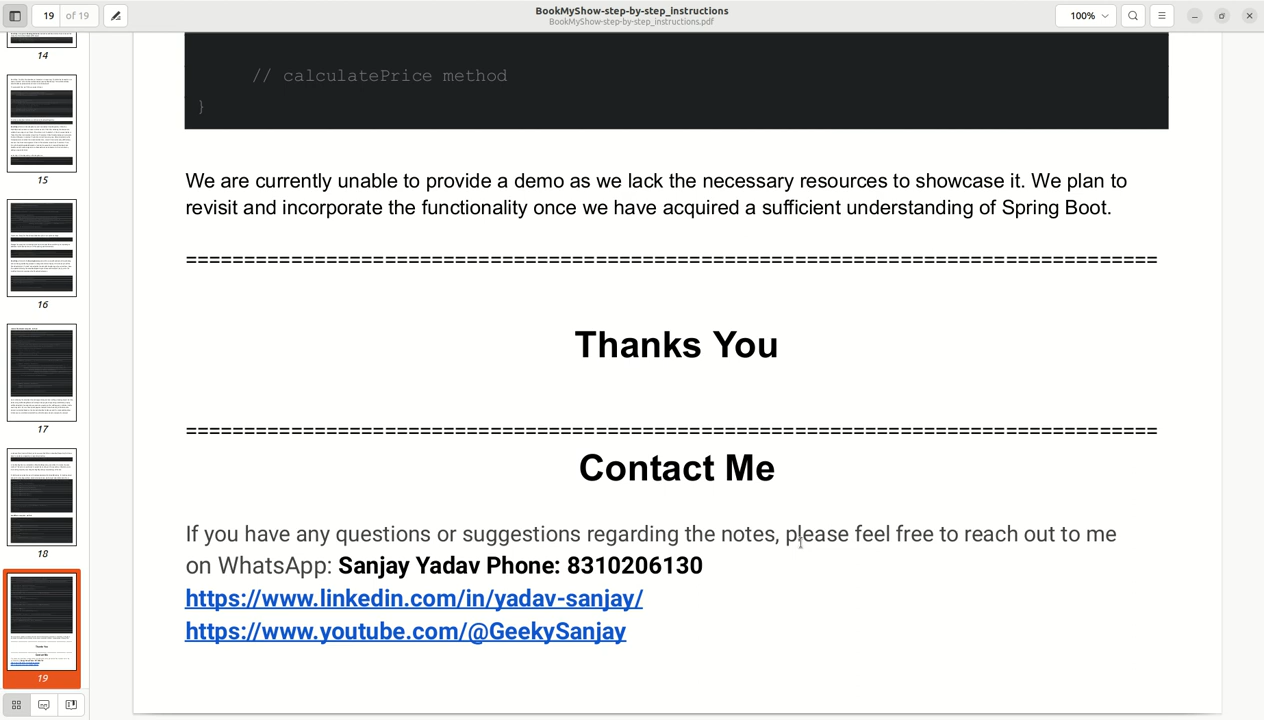 19 of 19
BookMyShow-step-by-step_instructions
BookMyShow-step-by-step_instructions.pdf
100%
14
15
16
17
18
19
// calculatePrice method
}
We are currently unable to provide a demo as we lack the necessary resources to showcase it. We plan to
revisit and incorporate the functionality once we have acquired a sufficient understanding of Spring Boot.
===================================================================================
Thanks You
===================================================================================
Contact Me
If you have any questions or suggestions regarding the notes, please feel free to reach out to me
on WhatsApp: Sanjay Yadav Phone: 8310206130
https://www.linkedin.com/in/yadav-sanjay/
https://www.youtube.com/@GeekySanjay